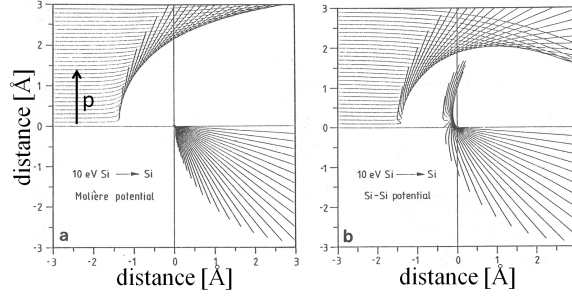 3
2
1
0
-1
-2
-3
distance [Å]
p
10 eV Si → Si
Molière potential
a
-3 -2 -1 0 1 2 3
distance [Å]
3
2
1
0
-1
-2
-3
distance [Å]
10 eV Si → Si
Si-Si potential
b
-3 -2 -1 0 1 2 3
distance [Å]